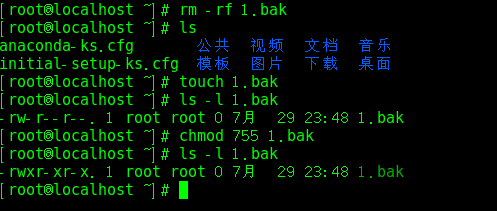 [root@localhost ~]# rm -rf 1.bak
[root@localhost ~]# ls
anaconda-ks.cfg 公共 视频 文档 音乐
initial-setup-ks.cfg 模板 图片 下载 桌面
[root@localhost ~]# touch 1.bak
[root@localhost ~]# ls -l 1.bak
-rw-r--r--. 1 root root 0 7月 29 23:48 1.bak
[root@localhost ~]# chmod 755 1.bak
[root@localhost ~]# ls -l 1.bak
-rwxr-xr-x. 1 root root 0 7月 29 23:48 1.bak
[root@localhost ~]#